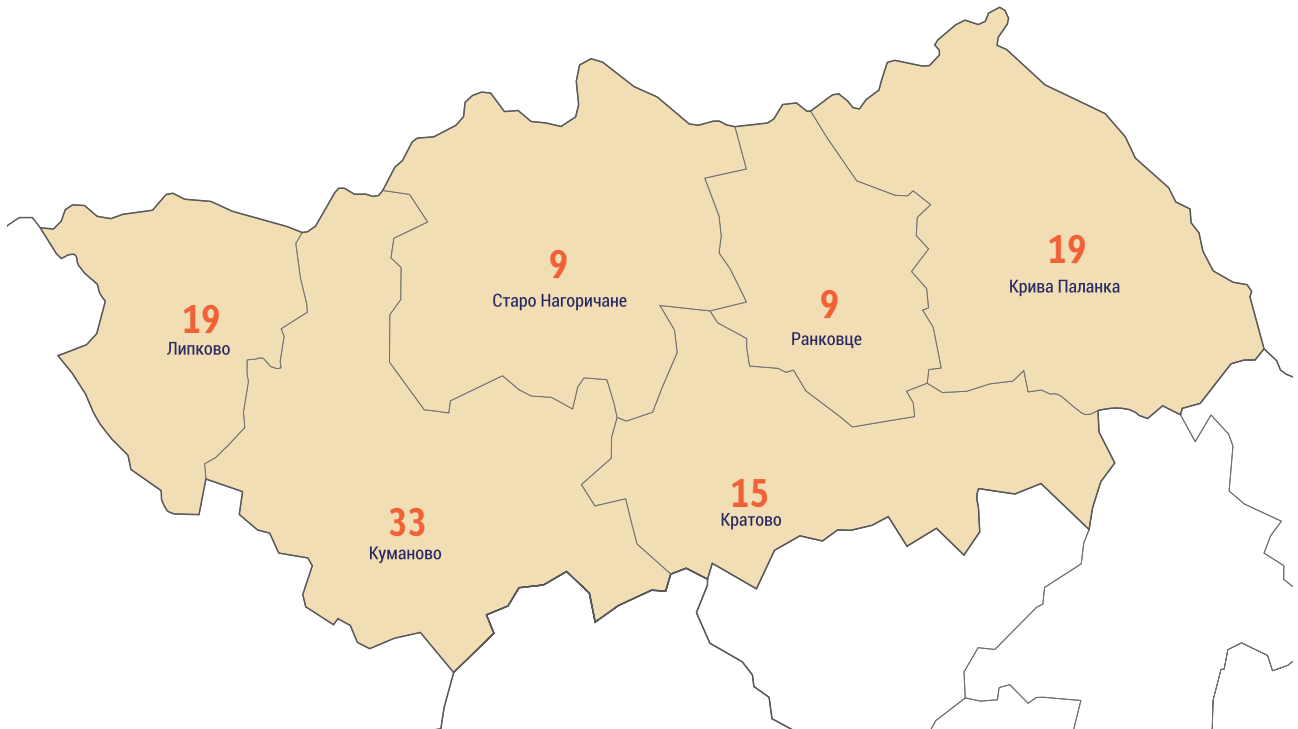 19
Крива Паланка
9
Старо Нагоричане
9
Ранковце
19
Липково
15
Кратово
33
Куманово